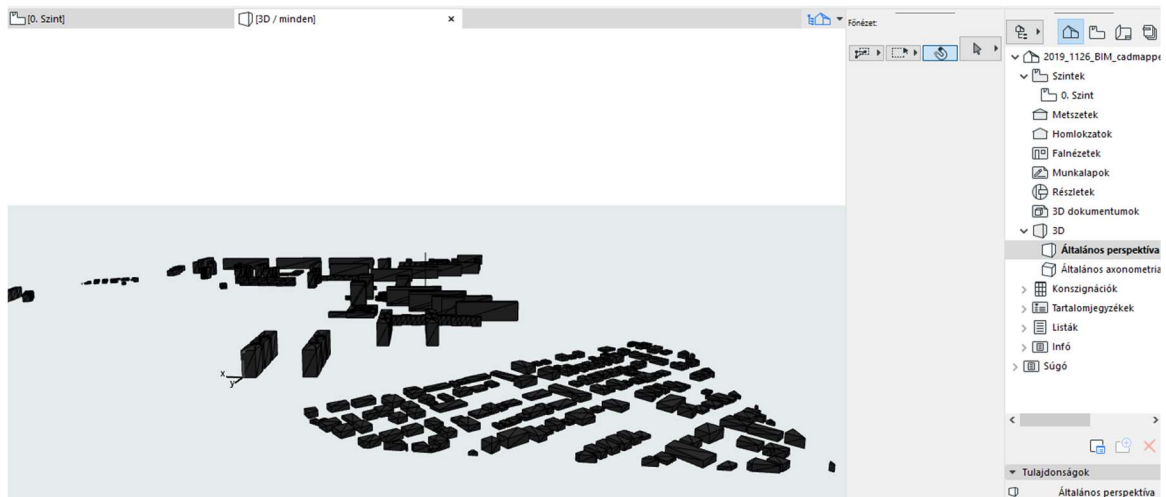 [0. Szint]
[3D / minden]
Főnézet:
2019_1126_BIM_cadmappe
Szintek
0. Szint
Metszetek
Homlokzatok
Falnézetek
Munkalapok
Részletek
3D dokumentumok
3D
Általános perspektíva
Általános axonometria
Konszignációk
Tartalomjegyzékek
Listák
Infó
Súgó
x
y
Tulajdonságok
Általános perspektíva